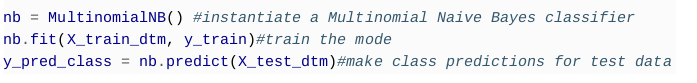 nb = MultinomialNB() #instantiate a Multinomial Naive Bayes classifier
nb.fit(X_train_dtm, y_train)#train the mode
y_pred_class = nb.predict(X_test_dtm)#make class predictions for test data